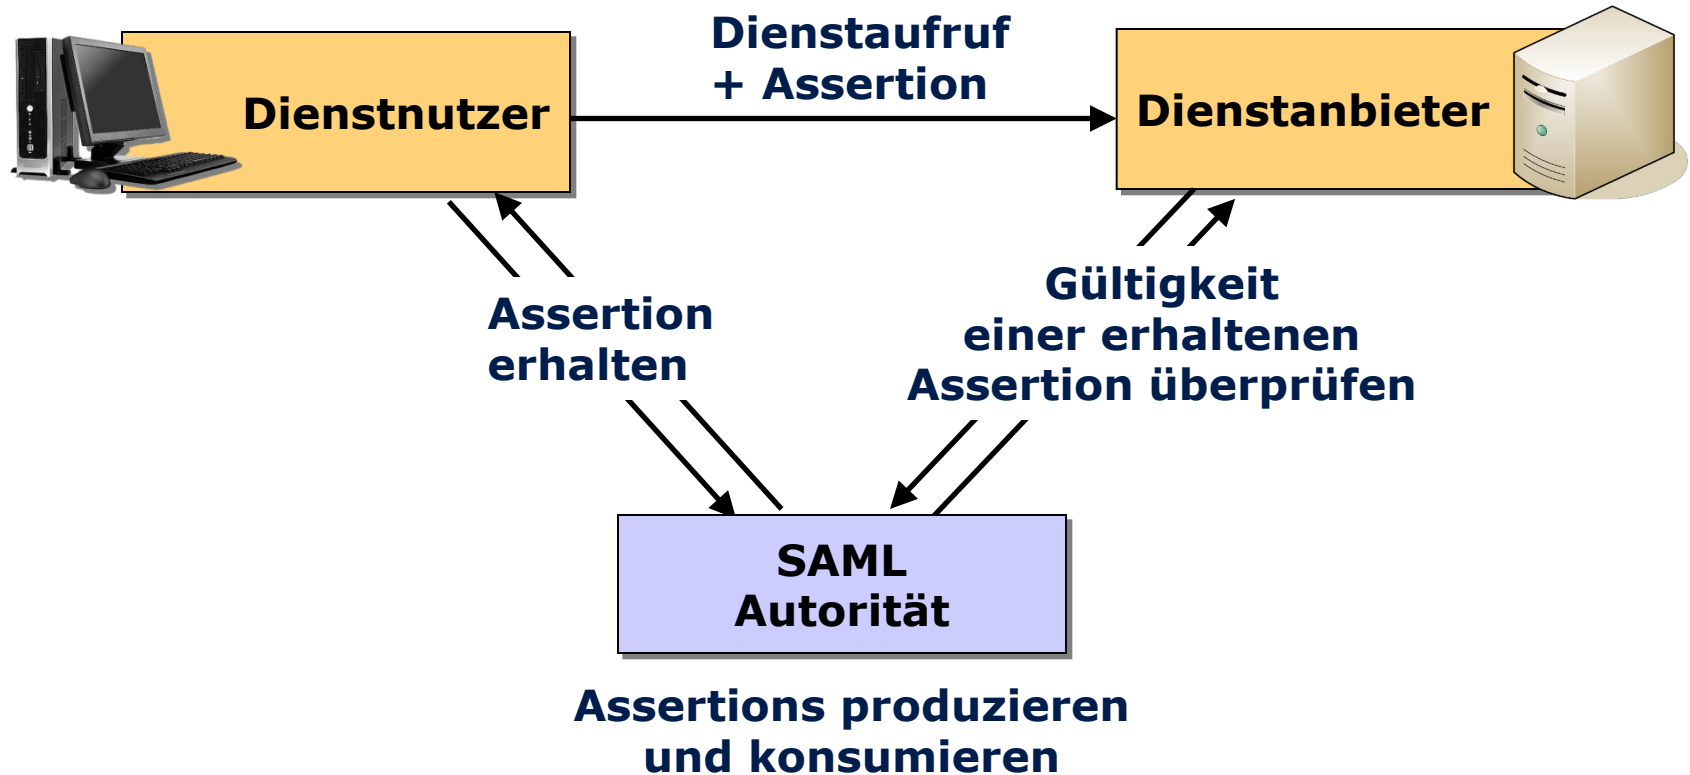 Dienstaufruf
+ Assertion
Dienstnutzer
Dienstanbieter
Assertion
erhalten
Gültigkeit
einer erhaltenen
Assertion überprüfen
SAML
Autorität
Assertions produzieren
und konsumieren